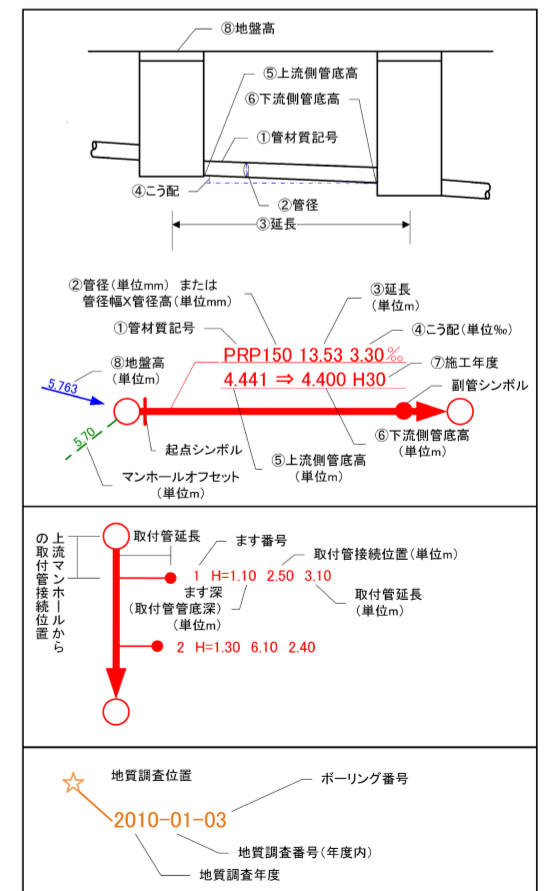 ⑧地盤高
⑤上流側管底高
⑥下流側管底高
①管材質記号
④こう配
②管径
③延長
②管径(単位mm) または
管径幅X管径高(単位mm)
③延長
(単位m)
①管材質記号
④こう配(単位‰)
PRP150 13.53 3.30‰
⑧地盤高
(単位m)
⑦施工年度
4.441 ⇒ 4.400 H30
5.763
副管シンボル
5.70
起点シンボル
⑥下流側管底高
(単位m)
⑤上流側管底高
(単位m)
マンホールオフセット
(単位m)
上流マンホールから
の取付管接続位置
取付管延長
ます番号
取付管接続位置(単位m)
1 H=1.10 2.50 3.10
ます深
(取付管管底深)
(単位m)
取付管延長
(単位m)
2 H=1.30 6.10 2.40
地質調査位置
ボーリング番号
2010-01-03
地質調査番号(年度内)
地質調査年度